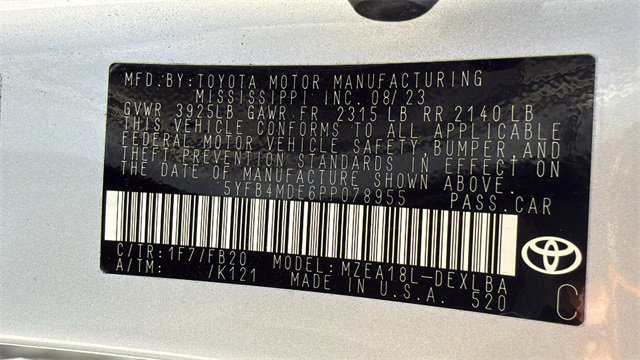 MFD.BY:TOYOTA MOTOR MANUFACTURING
MISSISSIPPI INC. 08/23
GVWR 3925LB GAWR FR 2315 LB RR 2140 LB
THIS VEHICLE CONFORMS TO ALL APPLICABLE
FEDERAL MOTOR VEHICLE SAFETY BUMPER AND
THEFT PREVENTION STANDARDS IN EFFECT ON
THE DATE OF MANUFACTURE SHOWN ABOVE.
5YFB4MDE6PP078955 PASS.CAR
C/TR:1F7/FB20 MODEL:MZEA18L-DEXLBA
A/TM: /K121 MADE IN U.S.A. 520
C